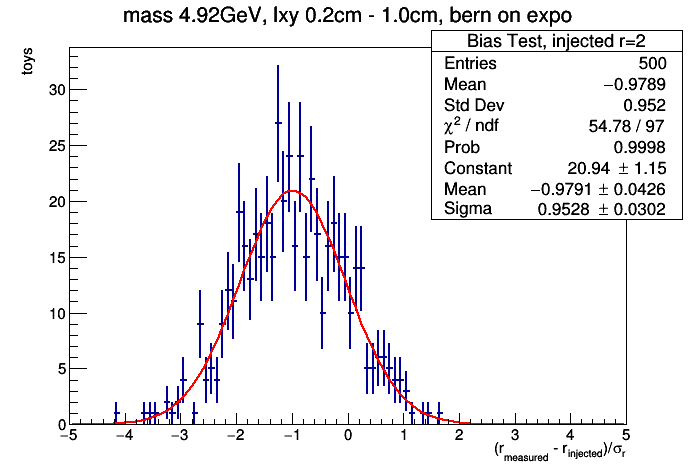 mass 4.92GeV, lxy 0.2cm - 1.0cm, bern on expo
Bias Test, injected r=2
Entries 500
Mean −0.9789
Std Dev 0.952
χ² / ndf 54.78 / 97
Prob 0.9998
Constant 20.94 ± 1.15
Mean −0.9791 ± 0.0426
Sigma 0.9528 ± 0.0302
toys
30
25
20
15
10
5
0
−5 −4 −3 −2 −1 0 1 2 3 4 5
(r_measured - r_injected)/σ_r